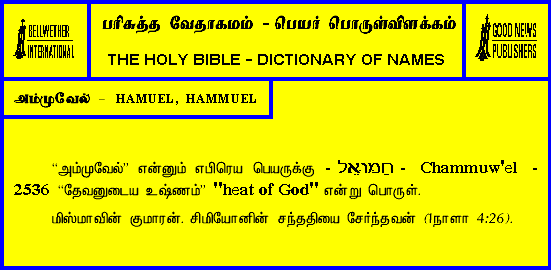 BELLWETHER
INTERNATIONAL
பரிசுத்த வேதாகமம் - பெயர் பொருள்விளக்கம்
THE HOLY BIBLE - DICTIONARY OF NAMES
GOOD NEWS
PUBLISHERS
அம்முவேல் - HAMUEL, HAMMUEL
“அம்முவேல்” என்னும் எபிரெய பெயருக்கு - חַמּוּאֵל - Chammuw'el -
2536 “தேவனுடைய உஷ்ணம்” "heat of God" என்று பொருள்.
மிஸ்மாவின் குமாரன். சிமியோனின் சந்ததியை சேர்ந்தவன் (1நாளா 4:26).